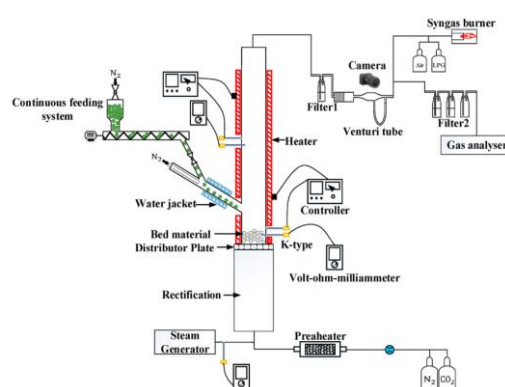 Syngas burner
N₂
Camera
Air
LPG
Continuous feeding
system
Filter1
Venturi tube
Filter2
Heater
Gas analyser
N₂
Water jacket
Controller
Bed material
K-type
Distributor Plate
Volt-ohm-milliammeter
Rectification
Steam
Generator
Preaheater
N₂
CO₂